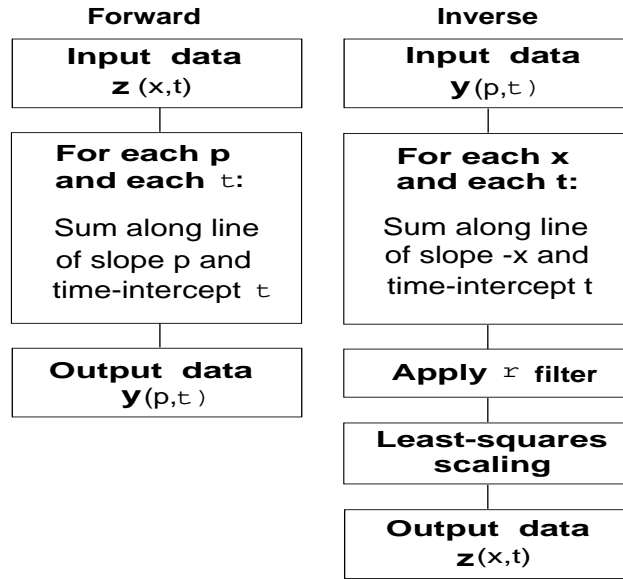 Forward
Input data
z (x,t)
For each p
and each t:
Sum along line
of slope p and
time-intercept t
Output data
y(p,t)
Inverse
Input data
y(p,t)
For each x
and each t:
Sum along line
of slope -x and
time-intercept t
Apply r filter
Least-squares
scaling
Output data
z(x,t)